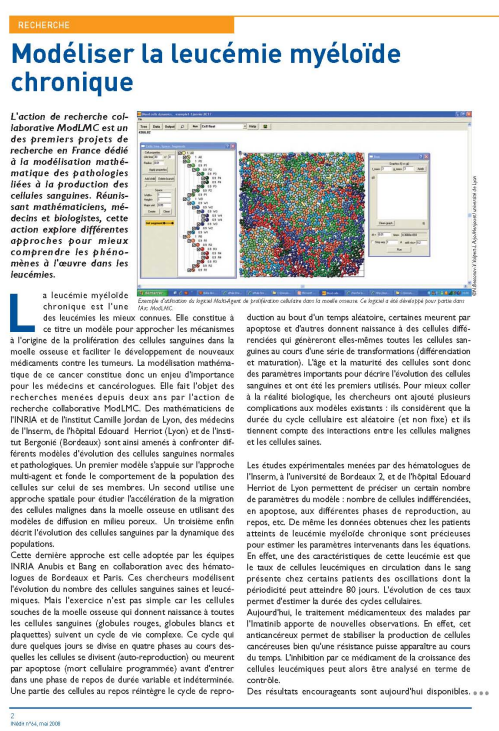 RECHERCHE
Modéliser la leucémie myéloïde
chronique
L'action de recherche col-
laborative ModLMC est un
des premiers projets de
recherche en France dédié
à la modélisation mathé-
matique des pathologies
liées à la production des
cellules sanguines. Réunis-
sant mathématiciens, mé-
decins et biologistes, cette
action explore différentes
approches pour mieux
comprendre les phéno-
mènes à l'œuvre dans les
leucémies.
Exemple d'utilisation du logiciel MultiAgent de prolifération cellulaire dans la moelle osseuse. Ce logiciel a été développé pour partie dans
l'Arc ModLMC.
La leucémie myéloïde
chronique est l'une
des leucémies les mieux connues. Elle constitue à
ce titre un modèle pour approcher les mécanismes
à l'origine de la prolifération des cellules sanguines dans la
moelle osseuse et faciliter le développement de nouveaux
médicaments contre les tumeurs. La modélisation mathéma-
tique de ce cancer constitue donc un enjeu d'importance
pour les médecins et cancérologues. Elle fait l'objet des
recherches menées depuis deux ans par l'action de
recherche collaborative ModLMC. Des mathématiciens de
l'INRIA et de l'institut Camille Jordan de Lyon, des médecins
de l'Inserm, de l'hôpital Edouard Herriot (Lyon) et de l'insti-
tut Bergonié (Bordeaux) sont ainsi amenés à confronter dif-
férents modèles d'évolution des cellules sanguines normales
et pathologiques. Un premier modèle s'appuie sur l'approche
multi-agent et fonde le comportement de la population des
cellules sur celui de ses membres. Un second utilise une
approche spatiale pour étudier l'accélération de la migration
des cellules malignes dans la moelle osseuse en utilisant des
modèles de diffusion en milieu poreux. Un troisième enfin
décrit l'évolution des cellules sanguines par la dynamique des
populations.
Cette dernière approche est celle adoptée par les équipes
INRIA Anubis et Bang en collaboration avec des hémato-
logues de Bordeaux et Paris. Ces chercheurs modélisent
l'évolution du nombre des cellules sanguines saines et leucé-
miques. Mais l'exercice n'est pas simple car les cellules
souches de la moelle osseuse qui donnent naissance à toutes
les cellules sanguines (globules rouges, globules blancs et
plaquettes) suivent un cycle de vie complexe. Ce cycle qui
dure quelques jours se divise en quatre phases au cours des-
quelles les cellules se divisent (auto-reproduction) ou meurent
par apoptose (mort cellulaire programmée) avant d'entrer
dans une phase de repos de durée variable et indéterminée.
Une partie des cellules au repos réintègre le cycle de repro-
duction au bout d'un temps aléatoire, certaines meurent par
apoptose et d'autres donnent naissance à des cellules diffé-
renciées qui génèreront elles-mêmes toutes les cellules san-
guines au cours d'une série de transformations (différenciation
et maturation). L'âge et la maturité des cellules sont donc
des paramètres importants pour décrire l'évolution des cellules
sanguines et ont été les premiers utilisés. Pour mieux coller
à la réalité biologique, les chercheurs ont ajouté plusieurs
complications aux modèles existants : ils considèrent que la
durée du cycle cellulaire est aléatoire (et non fixe) et ils
tiennent compte des interactions entre les cellules malignes
et les cellules saines.
Les études expérimentales menées par des hématologues de
l'Inserm, à l'université de Bordeaux 2, et de l'hôpital Edouard
Herriot de Lyon permettent de préciser un certain nombre
de paramètres du modèle : nombre de cellules indifférenciées,
en apoptose, aux différentes phases de reproduction, au
repos, etc. De même les données obtenues chez les patients
atteints de leucémie myéloïde chronique sont précieuses
pour estimer les paramètres intervenants dans les équations.
En effet, une des caractéristiques de cette leucémie est que
le taux de cellules leucémiques en circulation dans le sang
présente chez certains patients des oscillations dont la
périodicité peut atteindre 80 jours. L'évolution de ces taux
permet d'estimer la durée des cycles cellulaires.
Aujourd'hui, le traitement médicamenteux des malades par
l'Imatinib apporte de nouvelles observations. En effet, cet
anticancéreux permet de stabiliser la production de cellules
cancéreuses bien qu'une résistance puisse apparaître au cours
du temps. L'inhibition par ce médicament de la croissance des
cellules leucémiques peut alors être analysé en terme de
contrôle.
Des résultats encourageants sont aujourd'hui disponibles.
2
INédit n°64, mai 2008